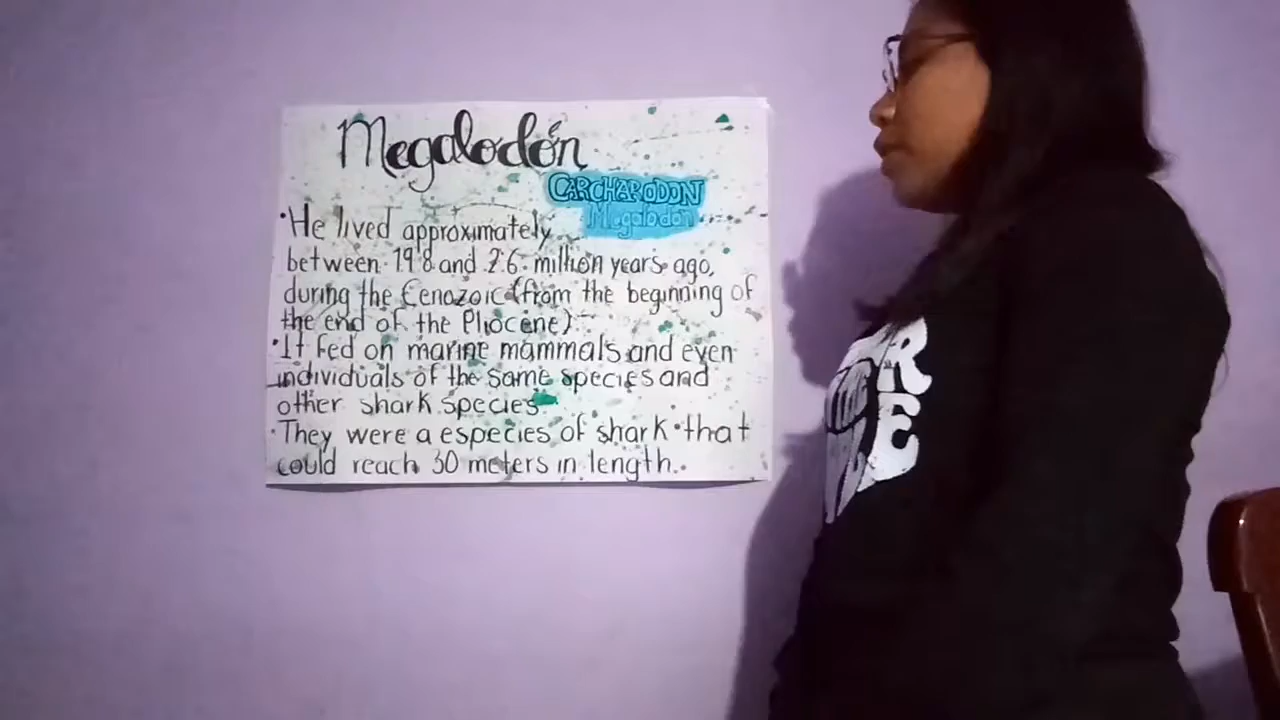 Megalodón
CARCHARODON
Megalodón
• He lived approximately
between 19'8 and 2.6 million years ago,
during the Cenozoic (from the beginning of
the end of the Pliocene).
• It fed on marine mammals and even
individuals of the same species and
other shark species
• They were a especies of shark that
could reach 30 meters in length.